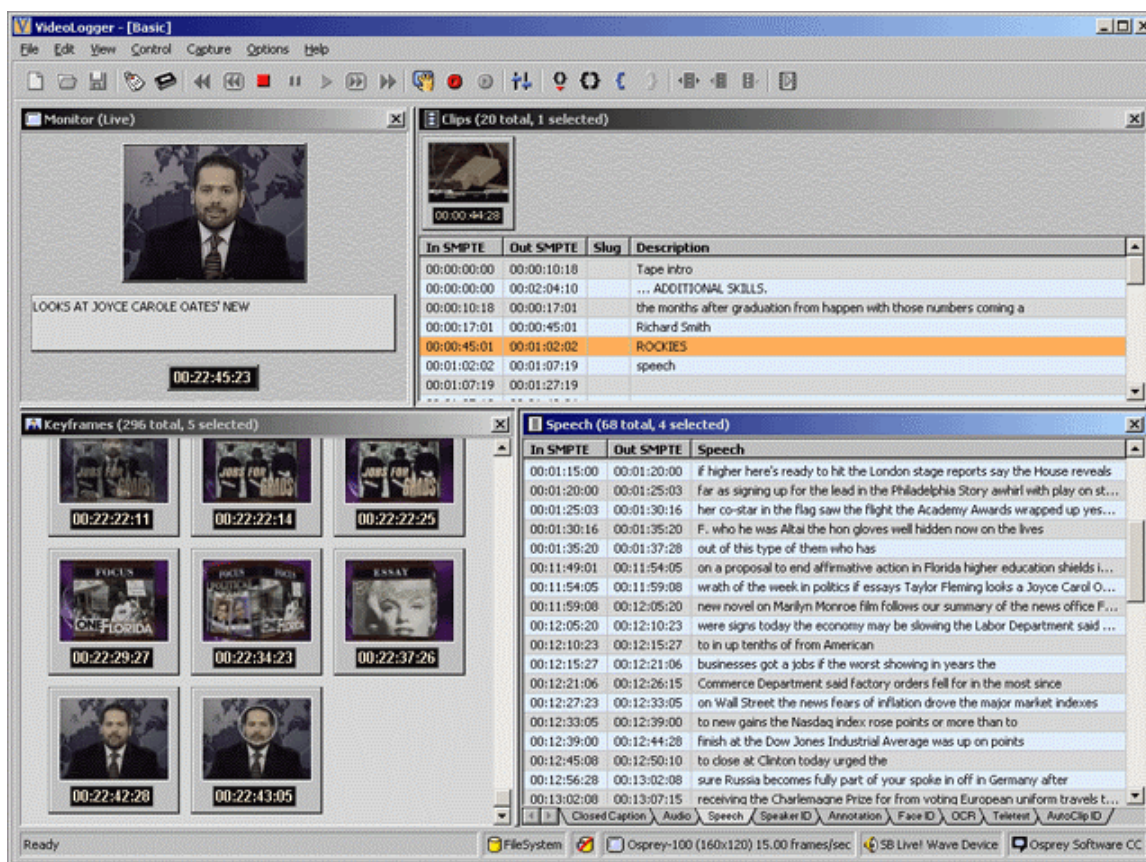 VideoLogger - [Basic]
File Edit View Control Capture Options Help
Monitor (Live)
LOOKS AT JOYCE CAROLE OATES' NEW
00:22:45:23
Clips (20 total, 1 selected)
00:00:44:28
In SMPTE Out SMPTE Slug Description
00:00:00:00 00:00:10:18 Tape intro
00:00:00:00 00:02:04:10 ... ADDITIONAL SKILLS.
00:00:10:18 00:00:17:01 the months after graduation from happen with those numbers coming a
00:00:17:01 00:00:45:01 Richard Smith
00:00:45:01 00:01:02:02 ROCKIES
00:01:02:02 00:01:07:19 speech
00:01:07:19 00:01:27:19
Keyframes (296 total, 5 selected)
JOBS FOR GRADS
JOBS FOR GRADS
JOBS FOR GRADS
00:22:22:11 00:22:22:14 00:22:22:25
FOCUS
ONE FLORIDA
FOCUS FOCUS
POLITICAL
ONE FLORIDA
ESSAY
00:22:29:27 00:22:34:23 00:22:37:26
00:22:42:28 00:22:43:05
Speech (68 total, 4 selected)
In SMPTE Out SMPTE Speech
00:01:15:00 00:01:20:00 if higher here's ready to hit the London stage reports say the House reveals
00:01:20:00 00:01:25:03 far as signing up for the lead in the Philadelphia Story awhirl with play on st...
00:01:25:03 00:01:30:16 her co-star in the flag saw the flight the Academy Awards wrapped up yes...
00:01:30:16 00:01:35:20 F. who he was Altai the hon gloves well hidden now on the lives
00:01:35:20 00:01:37:28 out of this type of them who has
00:11:49:01 00:11:54:05 on a proposal to end affirmative action in Florida higher education shields i...
00:11:54:05 00:11:59:08 wrath of the week in politics if essays Taylor Fleming looks a Joyce Carol O...
00:11:59:08 00:12:05:20 new novel on Marilyn Monroe film follows our summary of the news office F...
00:12:05:20 00:12:10:23 were signs today the economy may be slowing the Labor Department said ...
00:12:10:23 00:12:15:27 to in up tenths of from American
00:12:15:27 00:12:21:06 businesses got a jobs if the worst showing in years the
00:12:21:06 00:12:26:15 Commerce Department said factory orders fell for in the most since
00:12:27:23 00:12:33:05 on Wall Street the news fears of inflation drove the major market indexes
00:12:33:05 00:12:39:00 to new gains the Nasdaq index rose points or more than to
00:12:39:00 00:12:44:28 finish at the Dow Jones Industrial Average was up on points
00:12:45:08 00:12:50:10 to close at Clinton today urged the
00:12:56:28 00:13:02:08 sure Russia becomes fully part of your spoke in off in Germany after
00:13:02:08 00:13:07:15 receiving the Charlemagne Prize for from voting European uniform travels t...
Closed Caption Audio Speech Speaker ID Annotation Face ID OCR Teletext AutoClip ID
Ready FileSystem Osprey-100 (160x120) 15.00 frames/sec SB Live! Wave Device Osprey Software CC